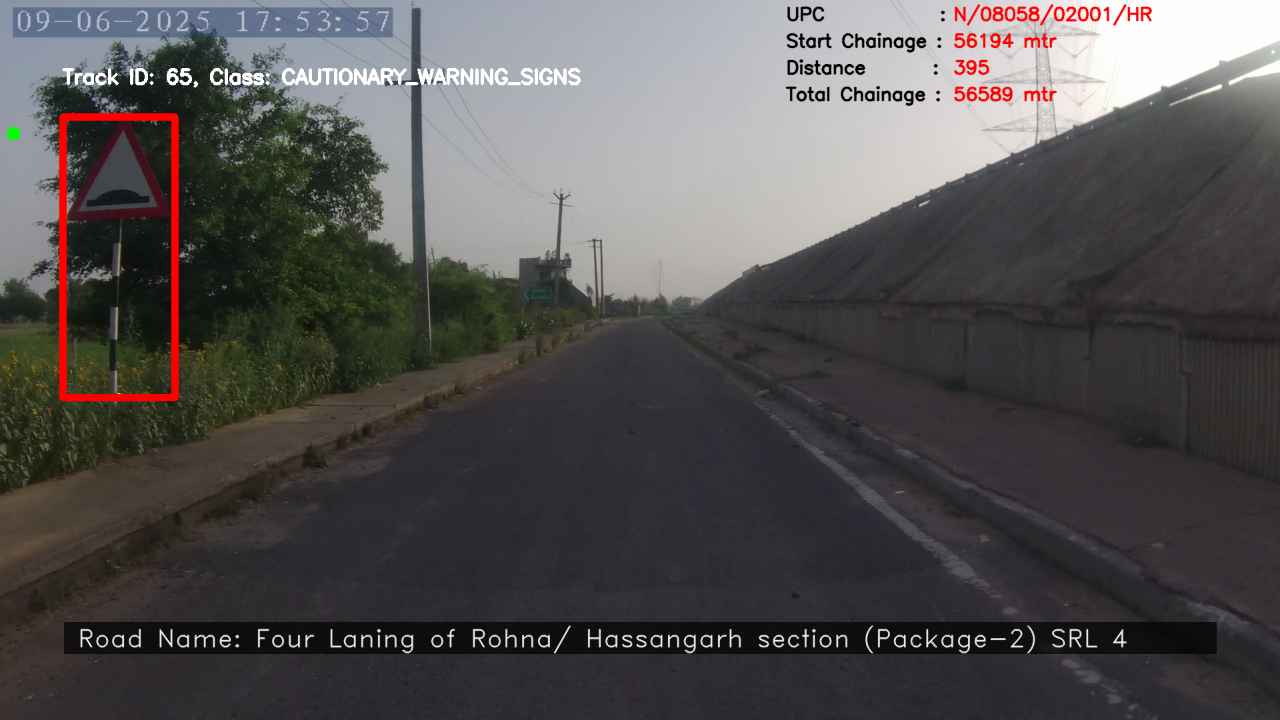 09-06-2025 17:53:57
UPC : N/08058/02001/HR
Start Chainage : 56194 mtr
Distance : 395
Total Chainage : 56589 mtr
Track ID: 65, Class: CAUTIONARY_WARNING_SIGNS
Road Name: Four Laning of Rohna/ Hassangarh section (Package-2) SRL 4